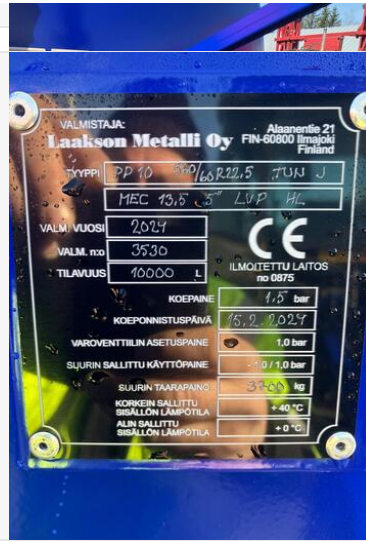 VALMISTAJA:
Laakson Metalli Oy
Alaanentie 21
FIN-60800 Ilmajoki
Finland
TYYPPI PP 10 560/60R22,5 TUN J
MEC 13,5 5" LVP HL
VALM. VUOSI 2024
VALM. n:o 3530
TILAVUUS 10000 L
CE
ILMOITETTU LAITOS
no 0875
KOEPAINE 1,5 bar
KOEPONNISTUSPÄIVÄ 15.2.2024
VAROVENTTIILIN ASETUSPAINE 1,0 bar
SUURIN SALLITTU KÄYTTÖPAINE - 1,0 / 1,0 bar
SUURIN TAARAPAINO kg
KORKEIN SALLITTU
SISÄLLÖN LÄMPÖTILA + 40 °C
ALIN SALLITTU
SISÄLLÖN LÄMPÖTILA + 0 °C